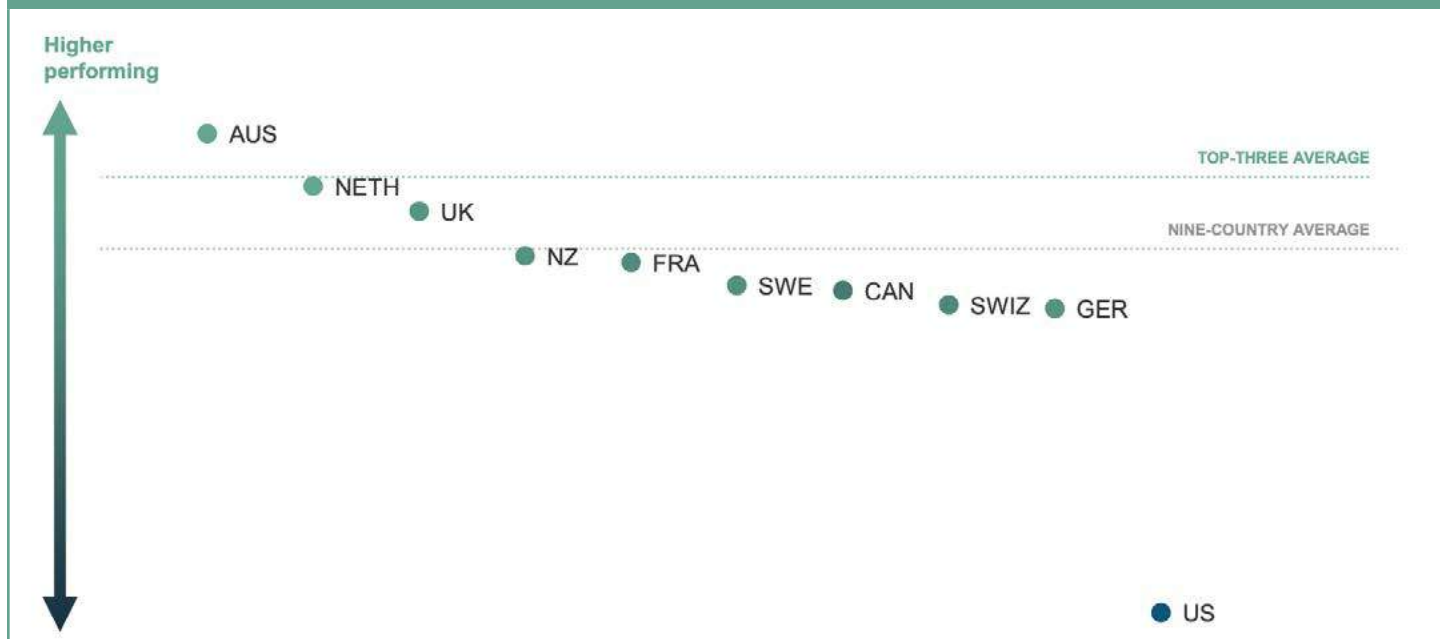 Higher
performing
AUS
TOP-THREE AVERAGE
NETH
UK
NINE-COUNTRY AVERAGE
NZ
FRA
SWE
CAN
SWIZ
GER
US